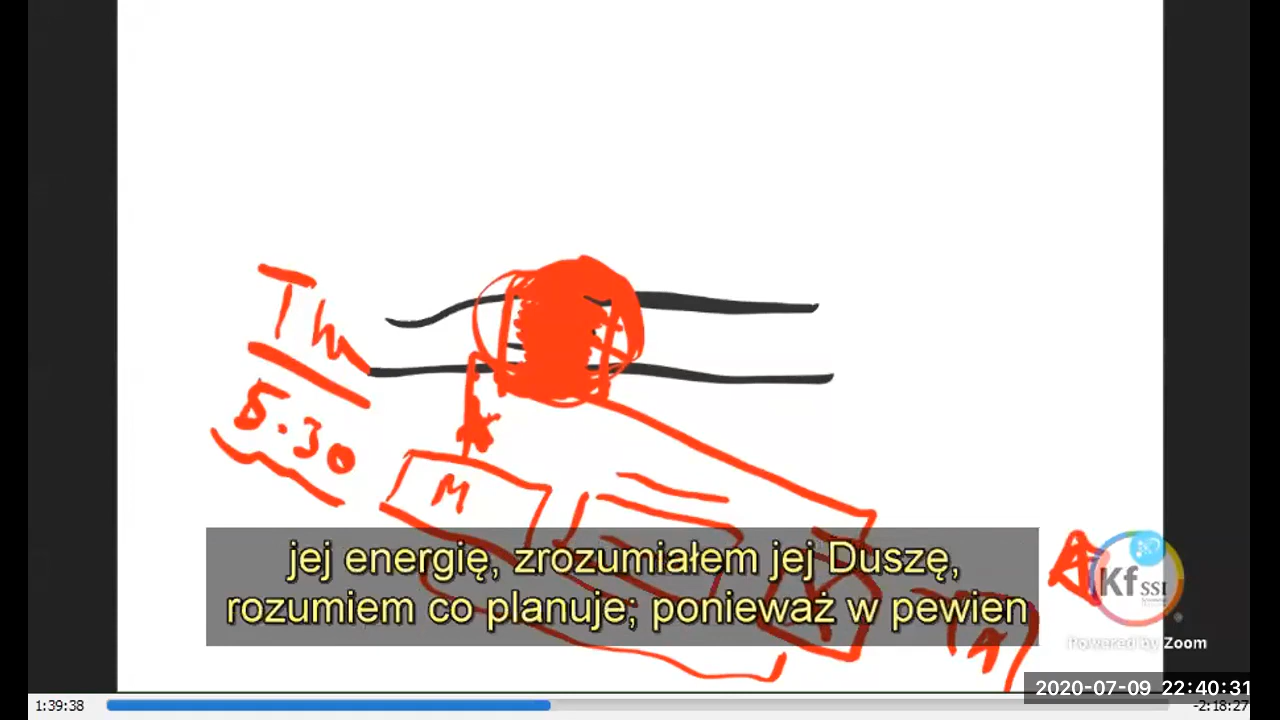 Th
5.30
M
jej energię, zrozumiałem jej Duszę,
rozumiem co planuje; ponieważ w pewien
Kf SSI
Powered by Zoom
2020-07-09 22:40:31
1:39:38
-2:18:27